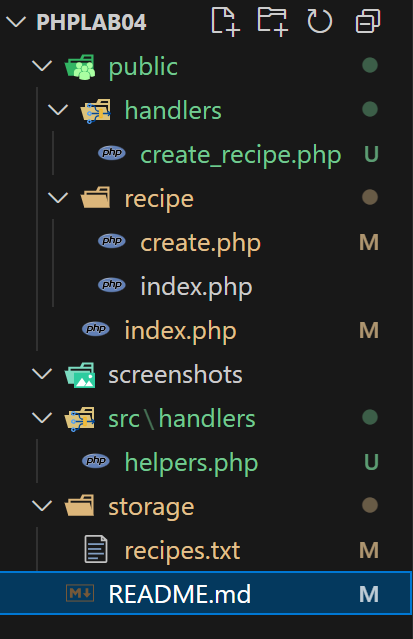 PHPLAB04
public
handlers
php create_recipe.php U
recipe
php create.php M
php index.php
php index.php M
screenshots
src\handlers
php helpers.php U
storage
recipes.txt M
M README.md M